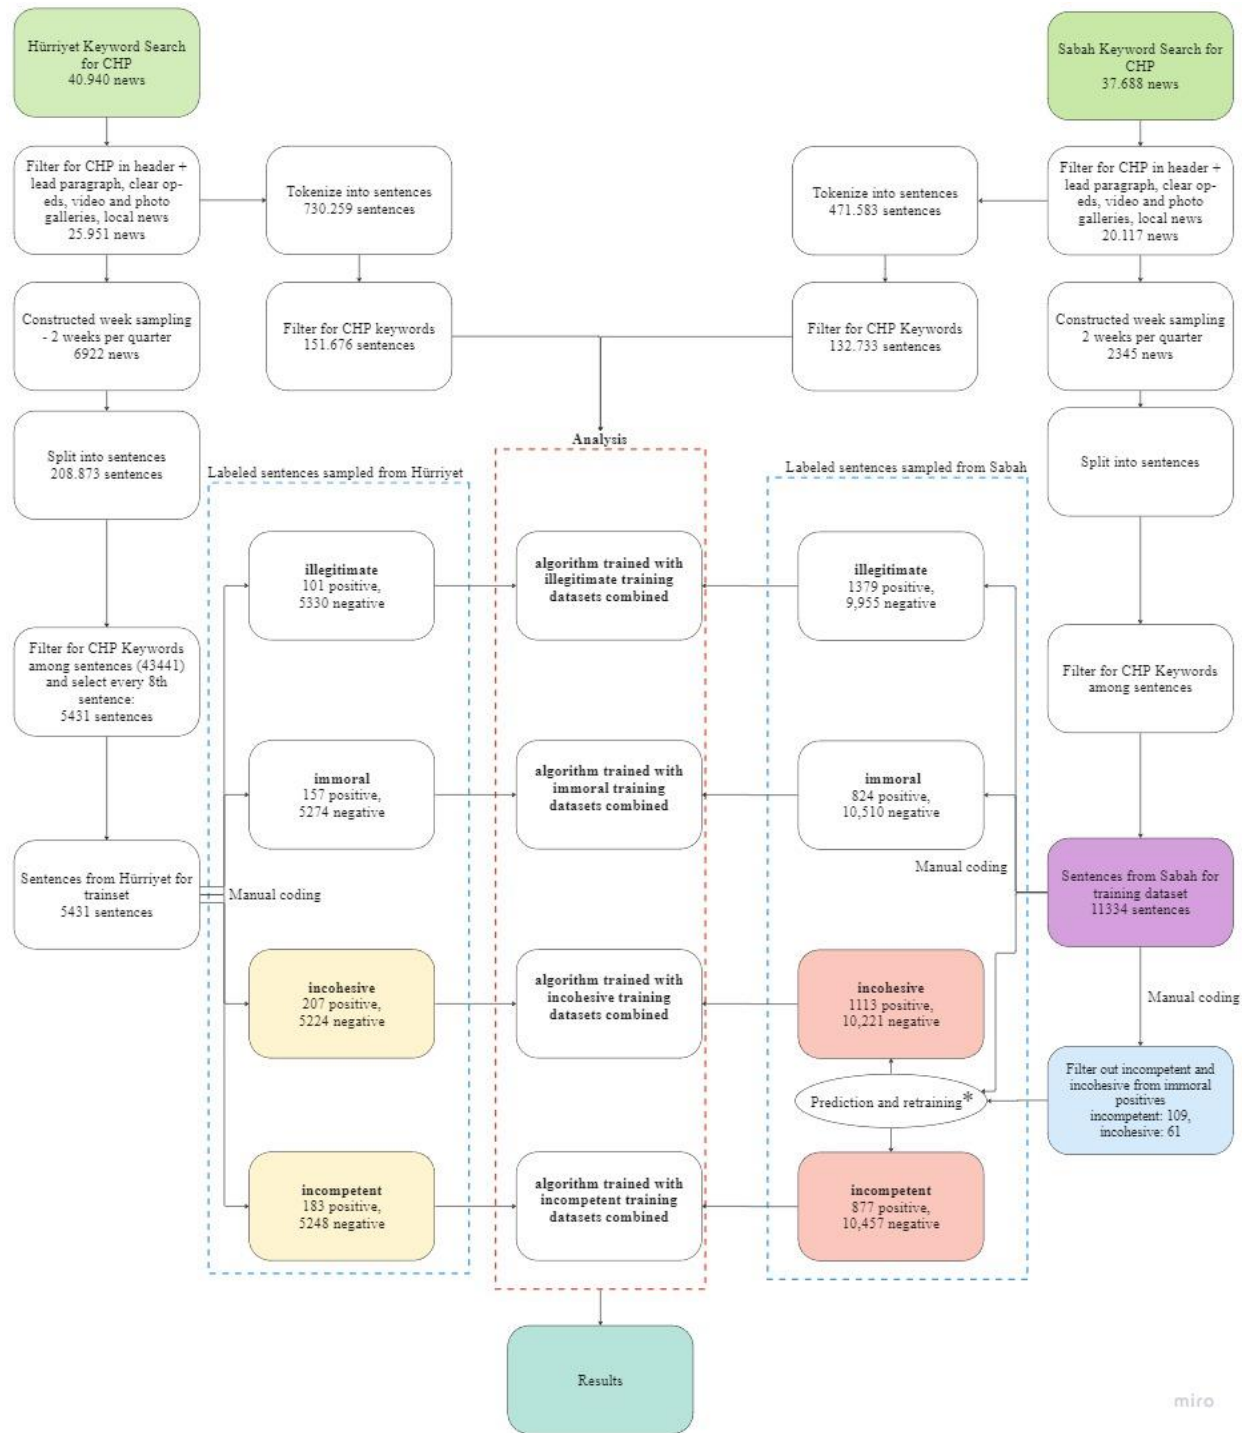 Hürriyet Keyword Search
for CHP
40.940 news
Sabah Keyword Search for
CHP
37.688 news
Filter for CHP in header +
lead paragraph, clear op-
eds, video and photo
galleries, local news
25.951 news
Tokenize into sentences
730.259 sentences
Tokenize into sentences
471.583 sentences
Filter for CHP in header +
lead paragraph, clear op-
eds, video and photo
galleries, local news
20.117 news
Constructed week sampling
- 2 weeks per quarter
6922 news
Filter for CHP keywords
151.676 sentences
Filter for CHP Keywords
132.733 sentences
Constructed week sampling
2 weeks per quarter
2345 news
Split into sentences
208.873 sentences
Analysis
Split into sentences
Labeled sentences sampled from Hürriyet
Labeled sentences sampled from Sabah
illegitimate
101 positive,
5330 negative
algorithm trained with
illegitimate training
datasets combined
illegitimate
1379 positive,
9,955 negative
Filter for CHP Keywords
among sentences (43441)
and select every 8th
sentence:
5431 sentences
Filter for CHP Keywords
among sentences
immoral
157 positive,
5274 negative
algorithm trained with
immoral training
datasets combined
immoral
824 positive,
10,510 negative
Sentences from Hürriyet for
trainset
5431 sentences
Manual coding
Manual coding
Sentences from Sabah for
training dataset
11334 sentences
incohesive
207 positive,
5224 negative
algorithm trained with
incohesive training
datasets combined
incohesive
1113 positive,
10,221 negative
Manual coding
Prediction and retraining*
Filter out incompetent and
incohesive from immoral
positives
incompetent: 109,
incohesive: 61
incompetent
183 positive,
5248 negative
algorithm trained with
incompetent training
datasets combined
incompetent
877 positive,
10,457 negative
Results
miro